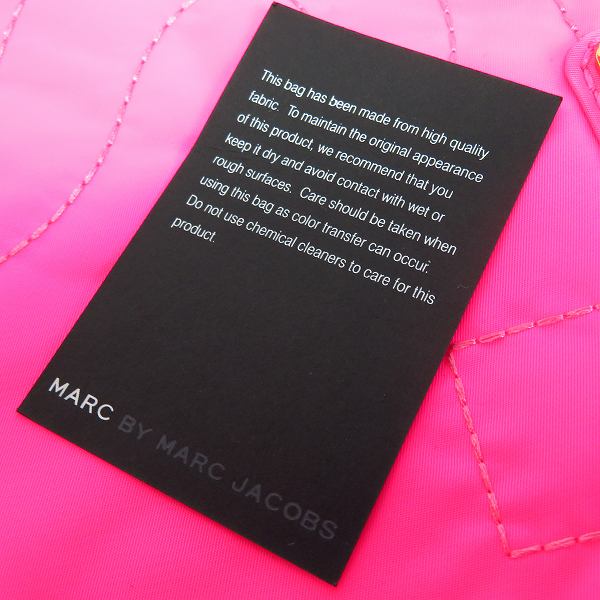 This bag has been made from high quality
fabric. To maintain the original appearance
of this product, we recommend that you
keep it dry and avoid contact with wet or
rough surfaces. Care should be taken when
using this bag as color transfer can occur.
Do not use chemical cleaners to care for this
product.
MARC BY MARC JACOBS